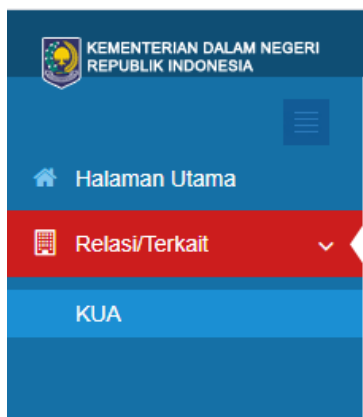 KEMENTERIAN DALAM NEGERI
REPUBLIK INDONESIA
Halaman Utama
Relasi/Terkait
KUA